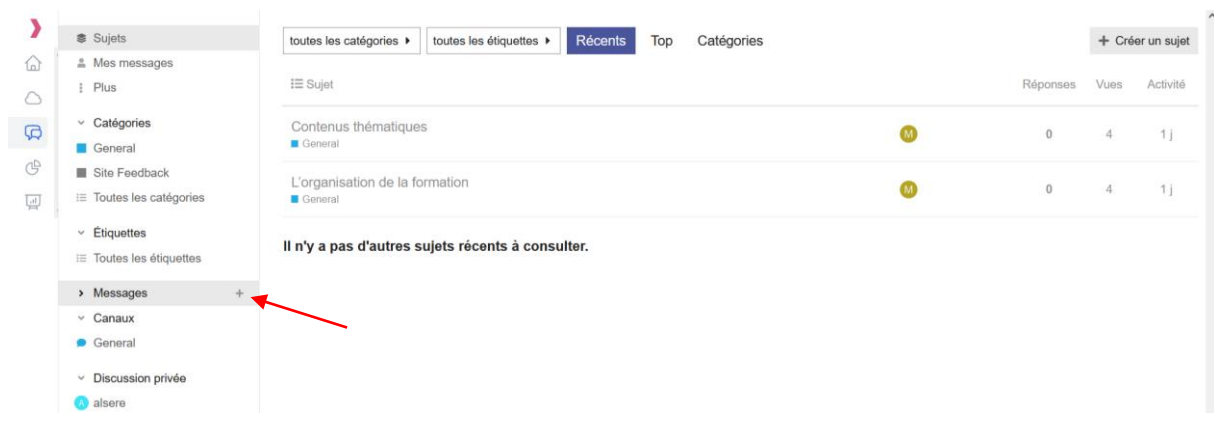 Sujets
Mes messages
Plus
Catégories
General
Site Feedback
Toutes les catégories
Étiquettes
Toutes les étiquettes
Messages +
Canaux
General
Discussion privée
A alsere
toutes les catégories toutes les étiquettes Récents Top Catégories + Créer un sujet
Sujet Réponses Vues Activité
Contenus thématiques M 0 4 1 j
General
L'organisation de la formation M 0 4 1 j
General
Il n'y a pas d'autres sujets récents à consulter.